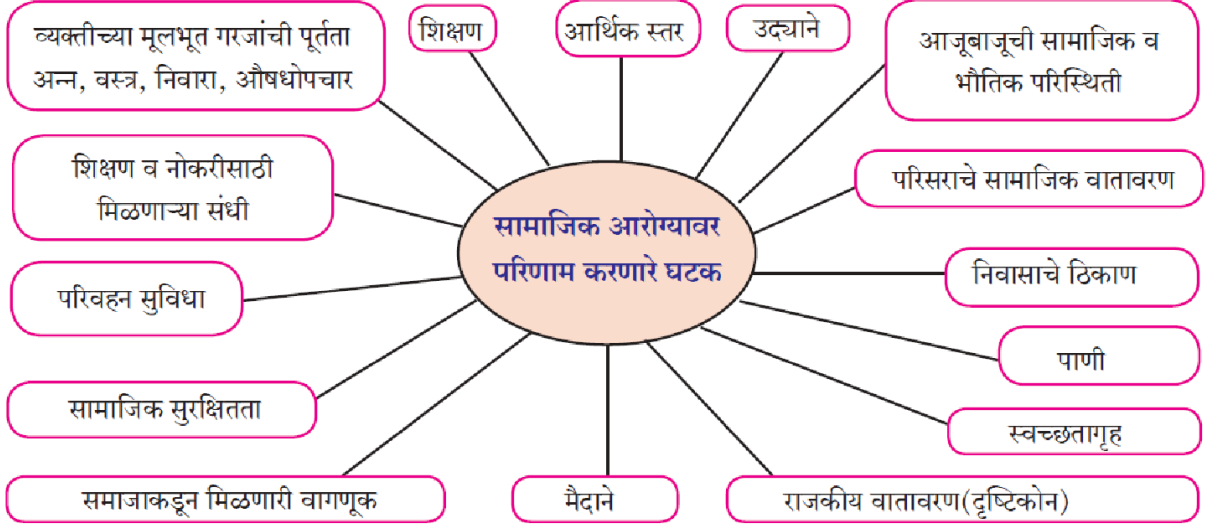 व्यक्तीच्या मूलभूत गरजांची पूर्तता
अन्न, वस्त्र, निवारा, औषधोपचार
शिक्षण
आर्थिक स्तर
उद्याने
आजूबाजूची सामाजिक व
भौतिक परिस्थिती
शिक्षण व नोकरीसाठी
मिळणाऱ्या संधी
परिसराचे सामाजिक वातावरण
सामाजिक आरोग्यावर
परिणाम करणारे घटक
परिवहन सुविधा
निवासाचे ठिकाण
पाणी
सामाजिक सुरक्षितता
स्वच्छतागृह
समाजाकडून मिळणारी वागणूक
मैदाने
राजकीय वातावरण(दृष्टिकोन)